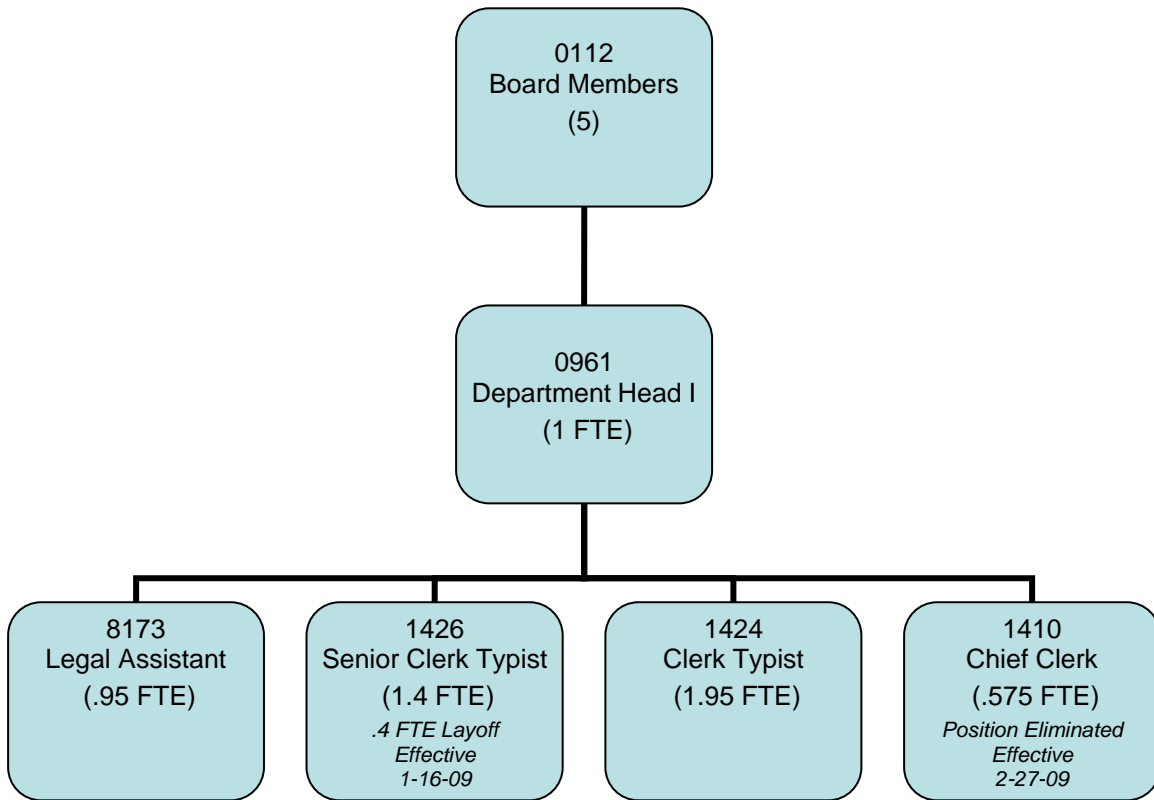 0112
Board Members
(5)
0961
Department Head I
(1 FTE)
8173
Legal Assistant
(.95 FTE)
1426
Senior Clerk Typist
(1.4 FTE)
.4 FTE Layoff
Effective
1-16-09
1424
Clerk Typist
(1.95 FTE)
1410
Chief Clerk
(.575 FTE)
Position Eliminated
Effective
2-27-09